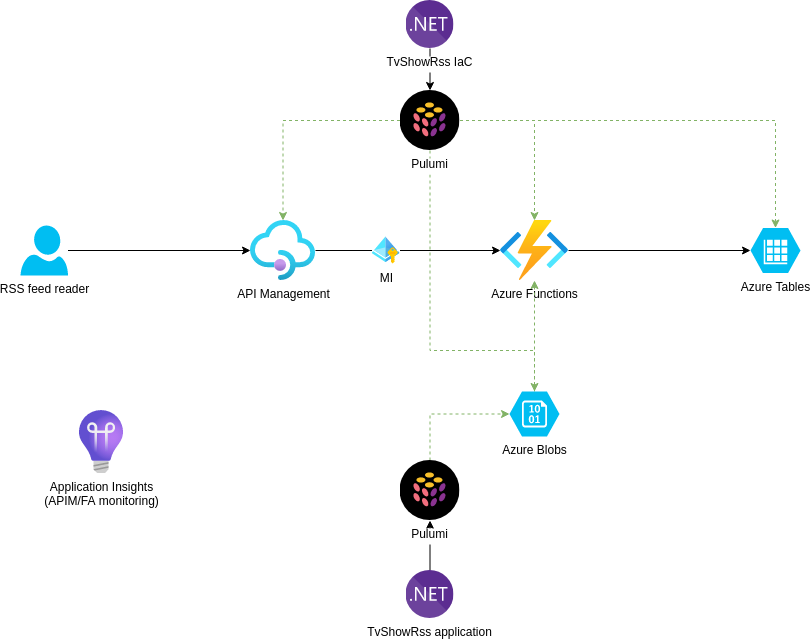 .NET
TvShowRss IaC
Pulumi
RSS feed reader
API Management
MI
Azure Functions
Azure Tables
10
01
Azure Blobs
Application Insights
(APIM/FA monitoring)
Pulumi
.NET
TvShowRss application